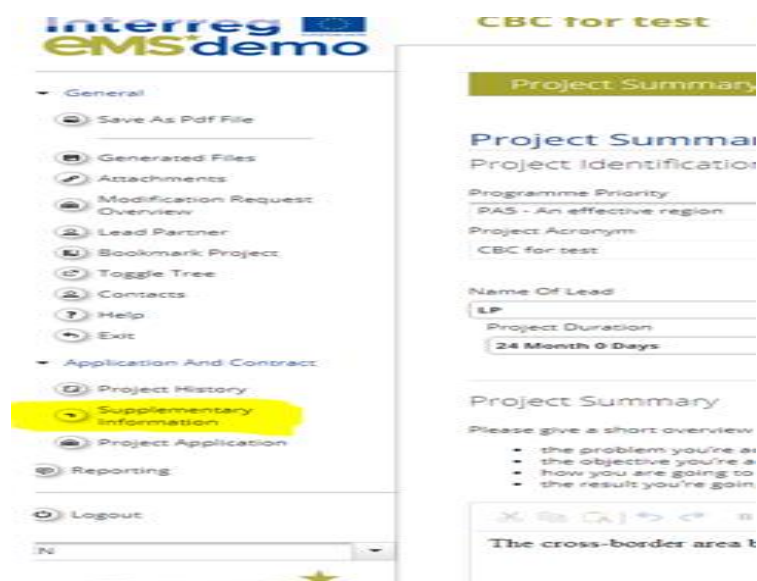 interreg
eMS demo
General
Save As Pdf File
Generated Files
Attachments
Modification Request
Overview
Lead Partner
Bookmark Project
Toggle Tree
Contacts
Help
Exit
Application And Contract
Project History
Supplementary
Information
Project Application
Reporting
Logout
CBC for test
Project Summary
Project Summa
Project Identification
Programme Priority
PA5 - An effective region
Project Acronym
CBC for test
Name Of Lead
LP
Project Duration
24 Month 0 Days
Project Summary
Please give a short overview
the problem you're a
the objective you're a
how you are going to
the result you're goin
The cross-border area b